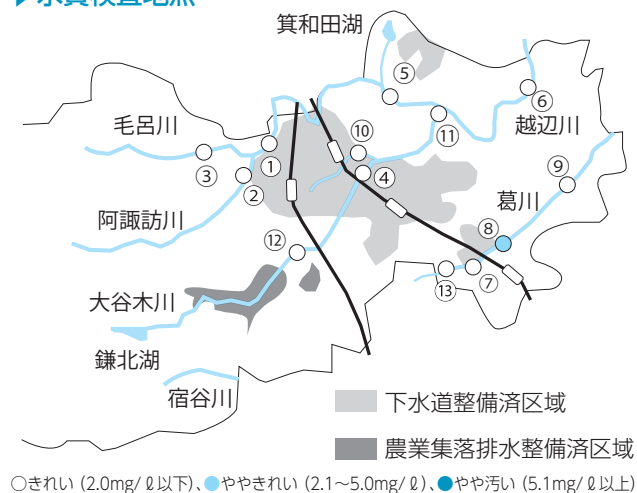 ▶水質検査地点
箕和田湖
毛呂川
越辺川
葛川
阿諏訪川
大谷木川
鎌北湖
宿谷川
①
②
③
④
⑤
⑥
⑦
⑧
⑨
⑩
⑪
⑫
⑬
下水道整備済区域
農業集落排水整備済区域
○きれい (2.0mg/ℓ以下)、●ややきれい (2.1～5.0mg/ℓ)、●やや汚い (5.1mg/ℓ以上)